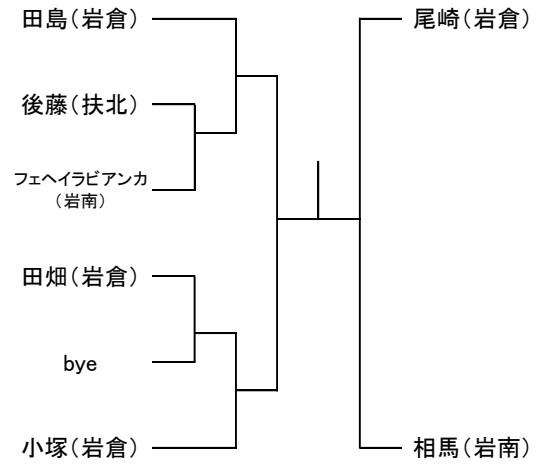 田島（岩倉）
後藤（扶北）
フェヘイラビアンカ
（岩南）
田畑（岩倉）
bye
小塚（岩倉）
尾崎（岩倉）
相馬（岩南）